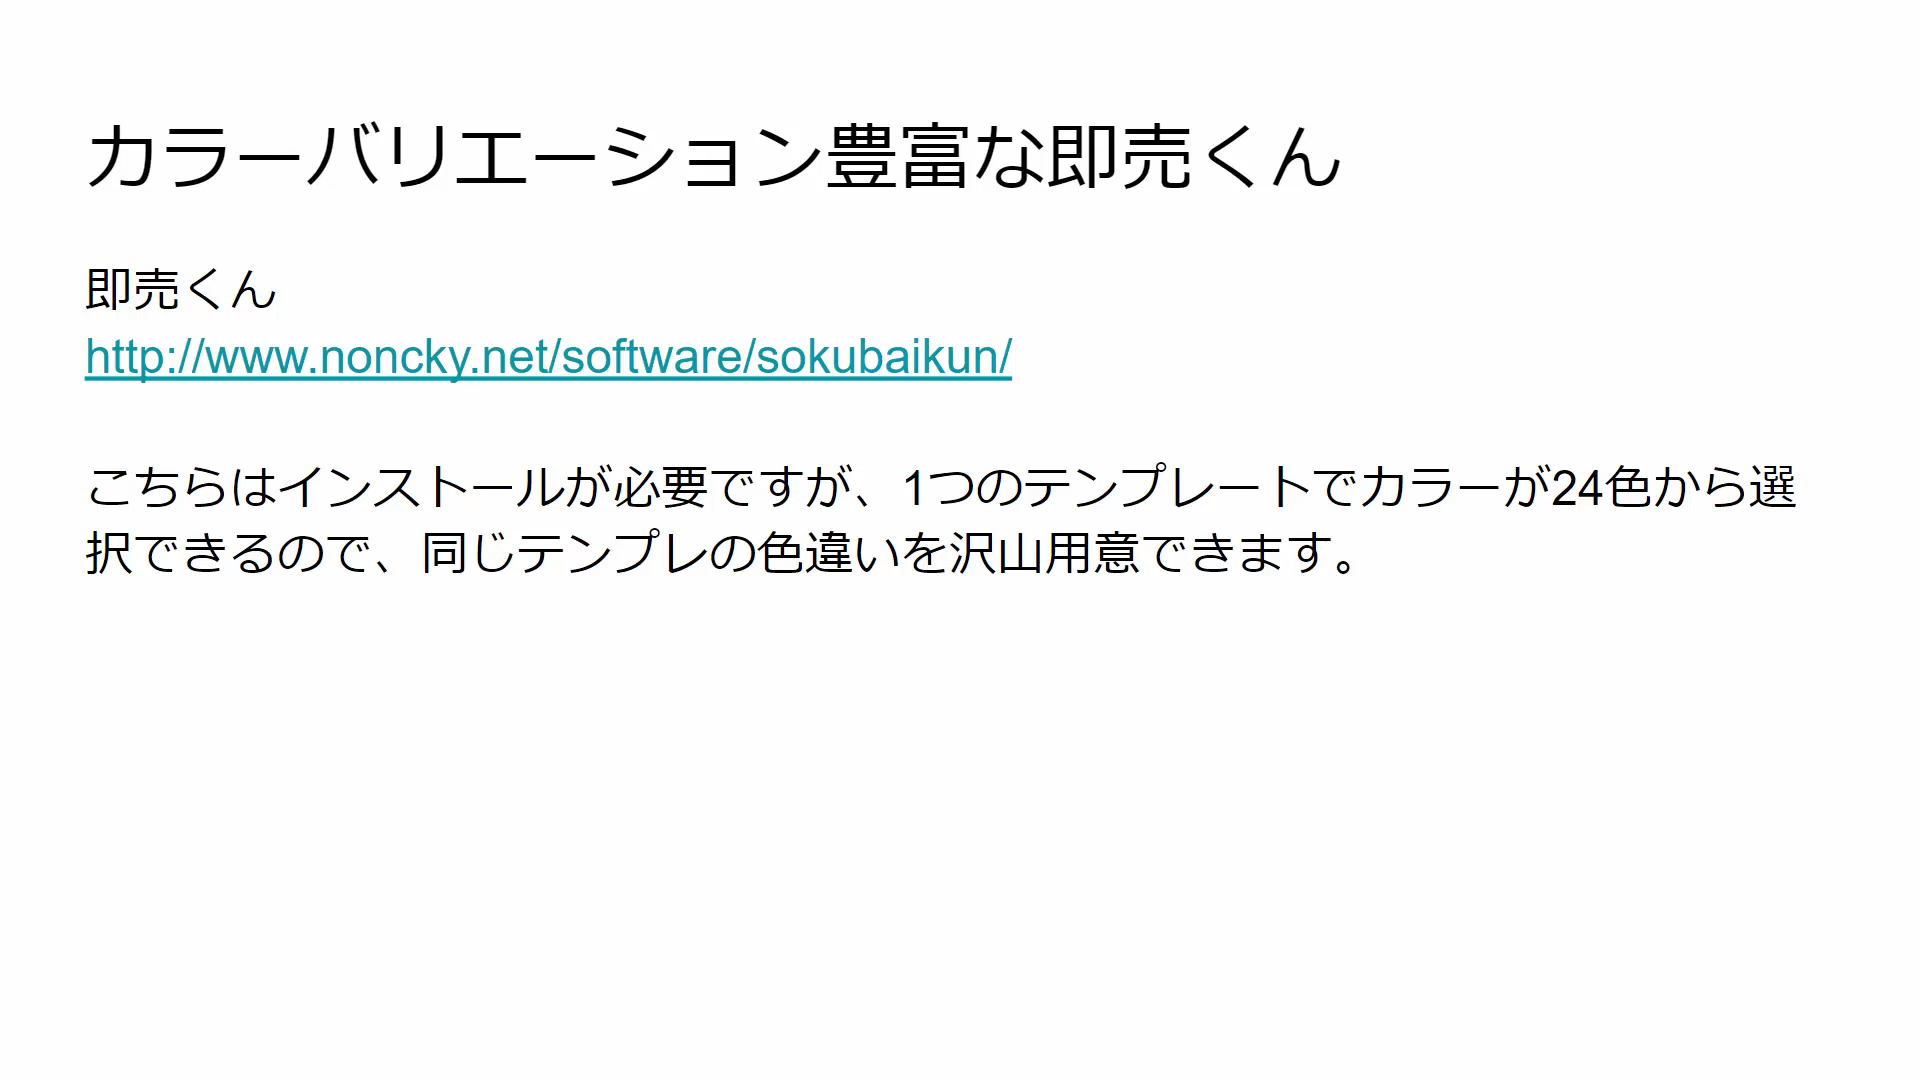 カラーバリエーション豊富な即売くん
即売くん
http://www.noncky.net/software/sokubaikun/
こちらはインストールが必要ですが、1つのテンプレートでカラーが24色から選
択できるので、同じテンプレの色違いを沢山用意できます。